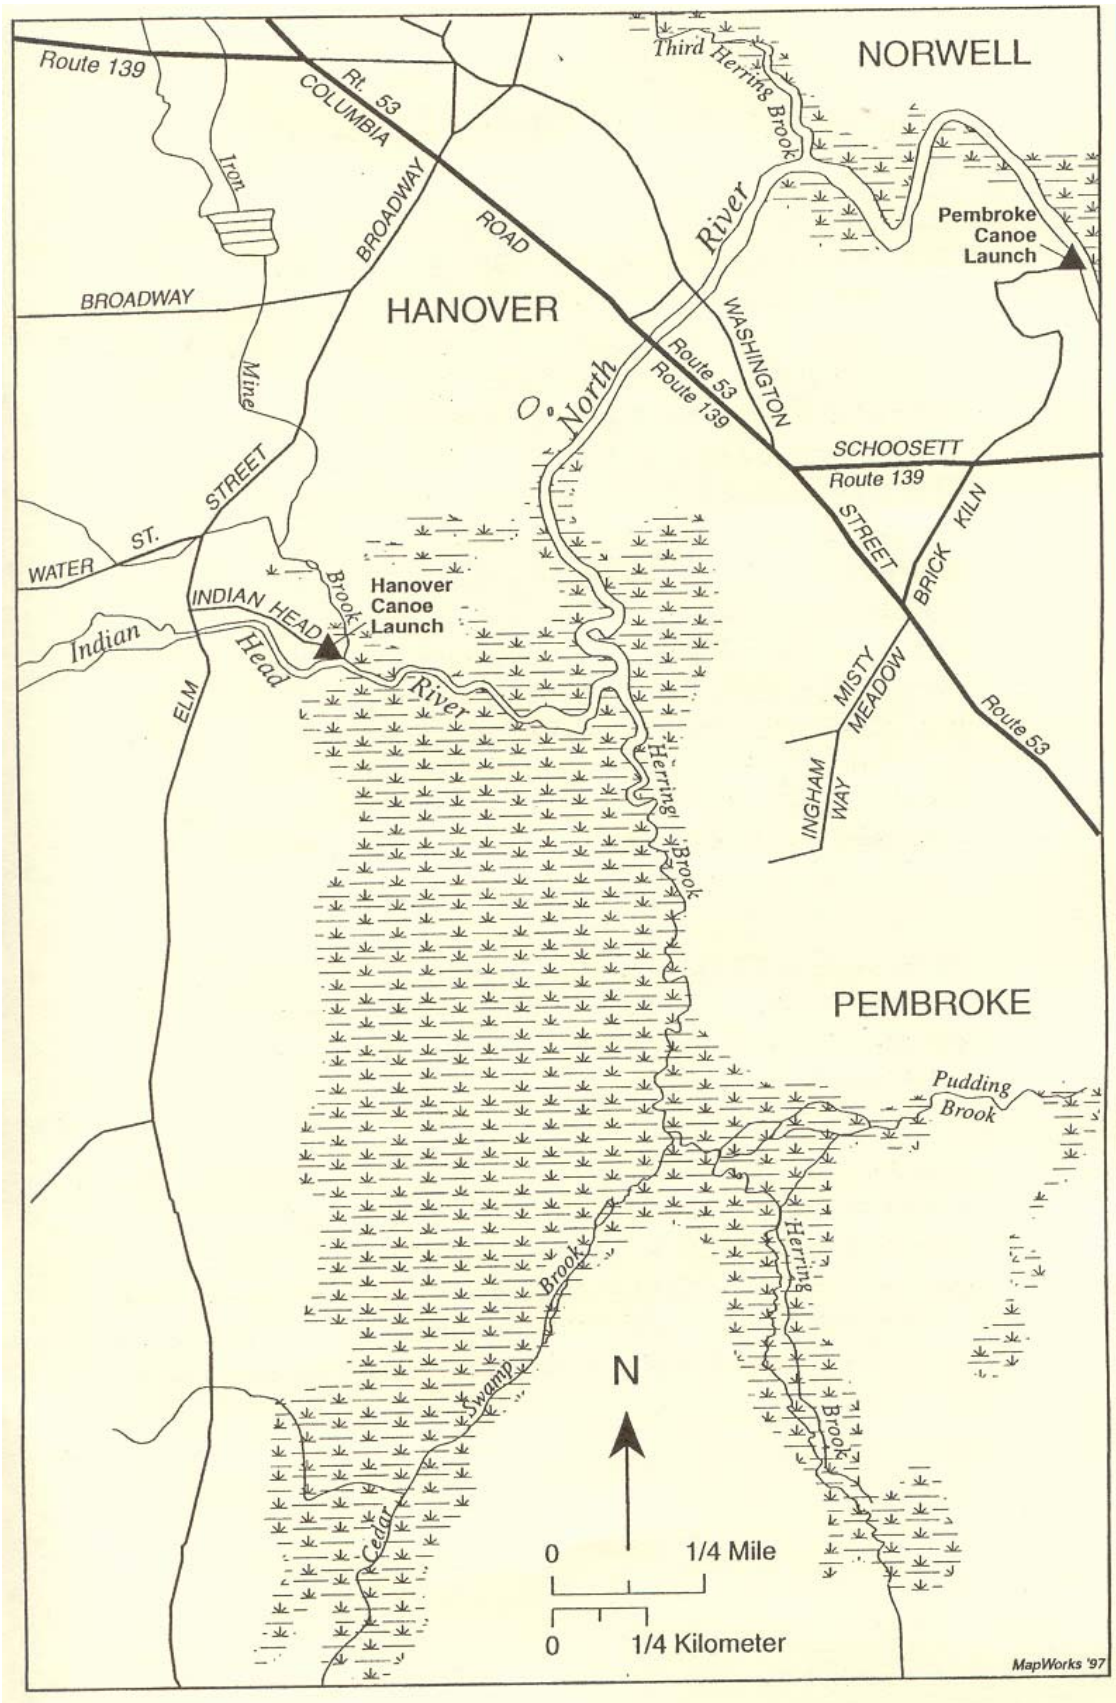 Third Herring Brook
NORWELL
Route 139
Rt. 53
COLUMBIA
ROAD
BROADWAY
Iron
River
Pembroke
Canoe
Launch
BROADWAY
HANOVER
WASHINGTON
Route 53
Route 139
North
Mine
SCHOOSETT
Route 139
STREET
STREET
BRICK KILN
WATER ST.
Brook
Hanover
Canoe
Launch
INDIAN HEAD
Indian
Head
River
ELM
MISTY
MEADOW
Route 53
Herring
Brook
INGHAM
WAY
PEMBROKE
Pudding
Brook
Herring
Brook
Brook
Swamp
Cedar
N
0 1/4 Mile
0 1/4 Kilometer
MapWorks '97